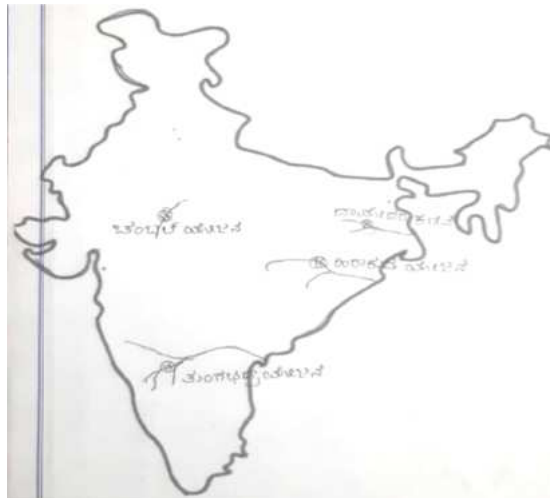 ದಾಮೋದರ ಕಣಿವೆ
ಚಂಬಲ್ ಯೋಜನೆ
ಹಿರಾಕುಡ ಯೋಜನೆ
ತುಂಗಭದ್ರಾ ಯೋಜನೆ